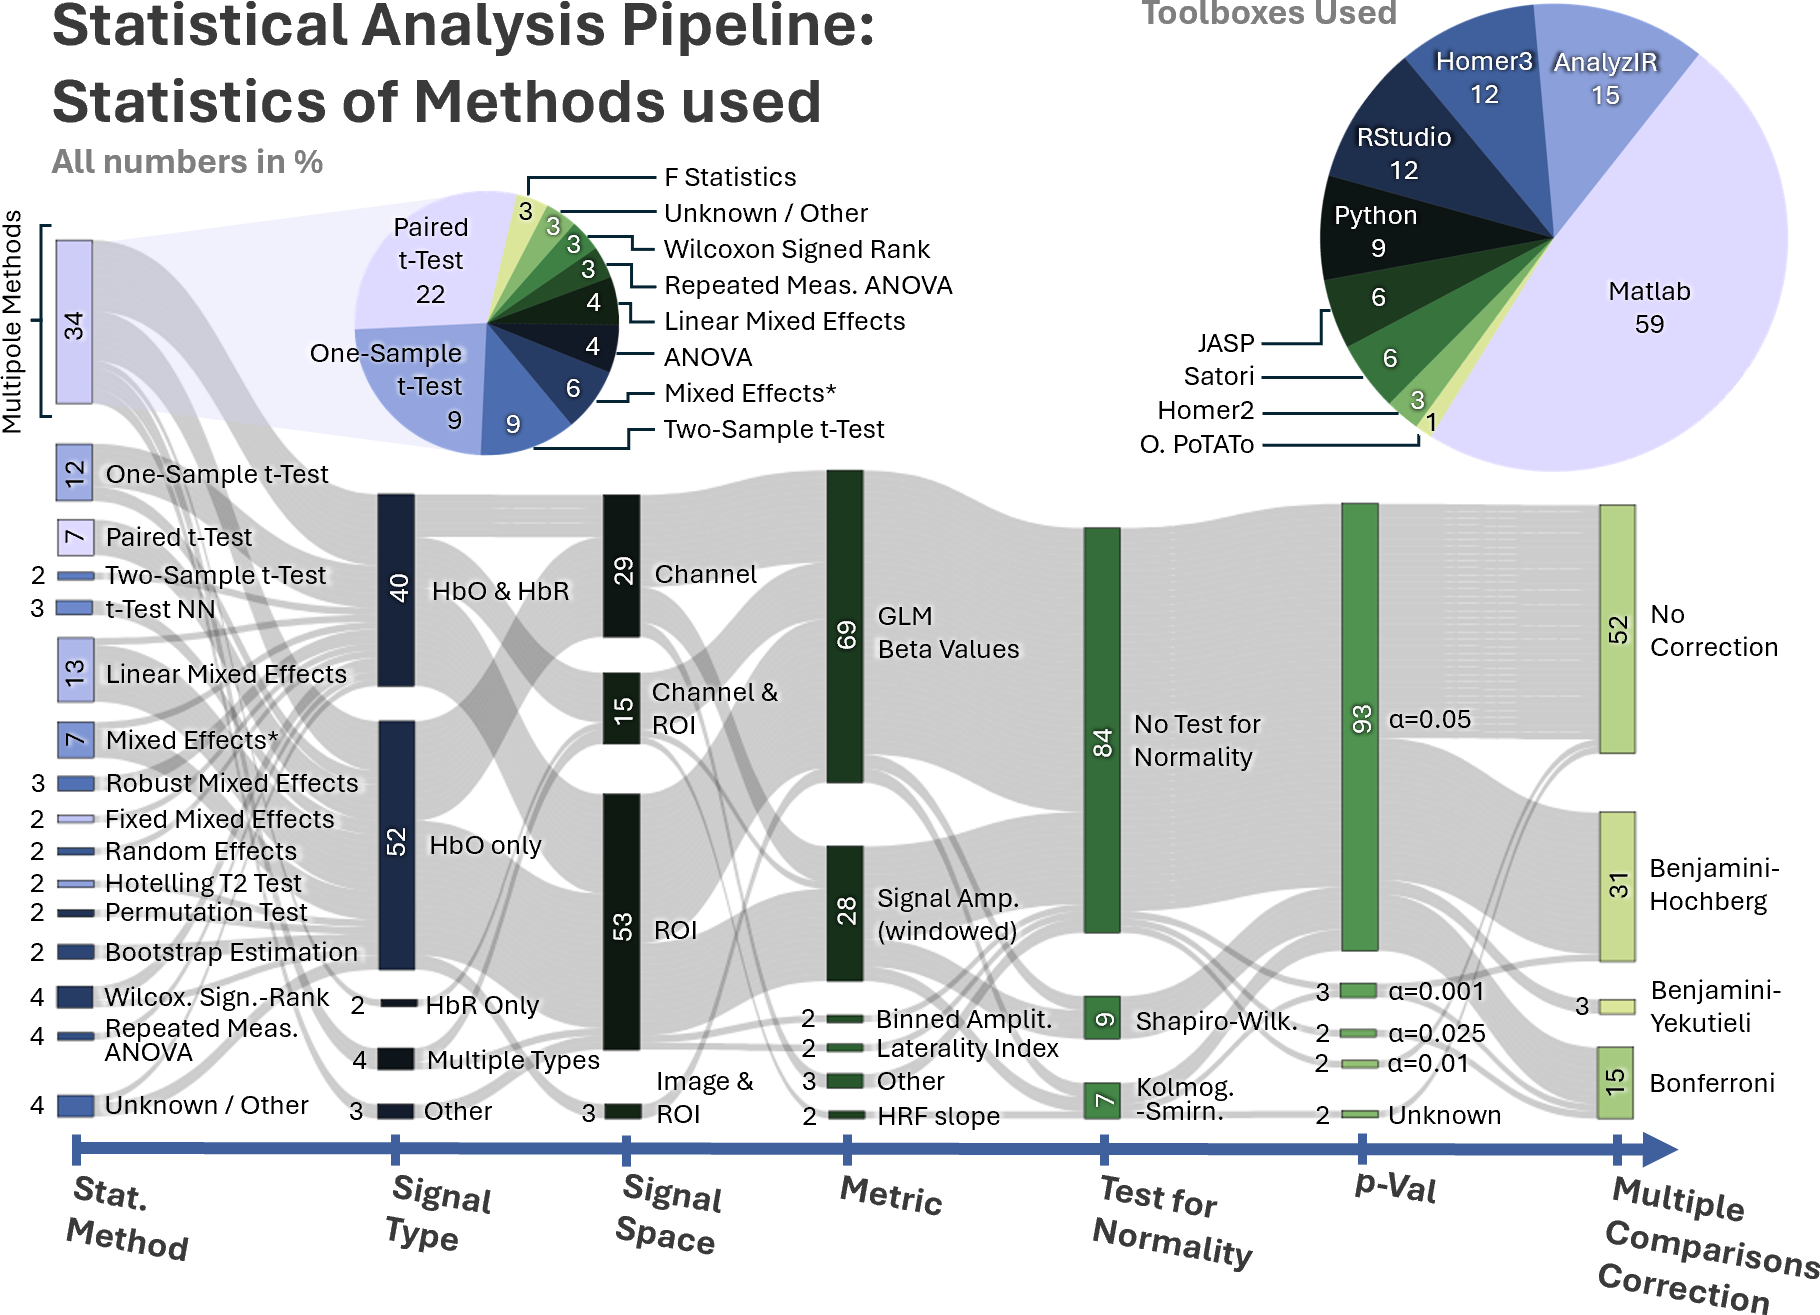 Statistical Analysis Pipeline:
Statistics of Methods used
All numbers in %
Toolboxes Used
Homer3
12
AnalyzIR
15
RStudio
12
Python
9
6
6
3
1
Matlab
59
JASP
Satori
Homer2
O. PoTATo
Paired
t-Test
22
One-Sample
t-Test
9
9
6
4
4
3
3
3
3
F Statistics
Unknown / Other
Wilcoxon Signed Rank
Repeated Meas. ANOVA
Linear Mixed Effects
ANOVA
Mixed Effects*
Two-Sample t-Test
Multipole Methods
34
12 One-Sample t-Test
7 Paired t-Test
2 Two-Sample t-Test
3 t-Test NN
13 Linear Mixed Effects
7 Mixed Effects*
3 Robust Mixed Effects
2 Fixed Mixed Effects
2 Random Effects
2 Hotelling T2 Test
2 Permutation Test
2 Bootstrap Estimation
4 Wilcox. Sign.-Rank
4 Repeated Meas.
ANOVA
4 Unknown / Other
40 HbO & HbR
52 HbO only
2 HbR Only
4 Multiple Types
3 Other
29 Channel
15 Channel &
ROI
53 ROI
3 Image &
ROI
69 GLM
Beta Values
28 Signal Amp.
(windowed)
2 Binned Amplit.
2 Laterality Index
3 Other
2 HRF slope
84 No Test for
Normality
9 Shapiro-Wilk.
7 Kolmog.
-Smirn.
93 α=0.05
3 α=0.001
2 α=0.025
2 α=0.01
2 Unknown
52 No
Correction
31 Benjamini-
Hochberg
3 Benjamini-
Yekutieli
15 Bonferroni
Stat.
Method
Signal
Type
Signal
Space
Metric
Test for
Normality
p-Val
Multiple
Comparisons
Correction